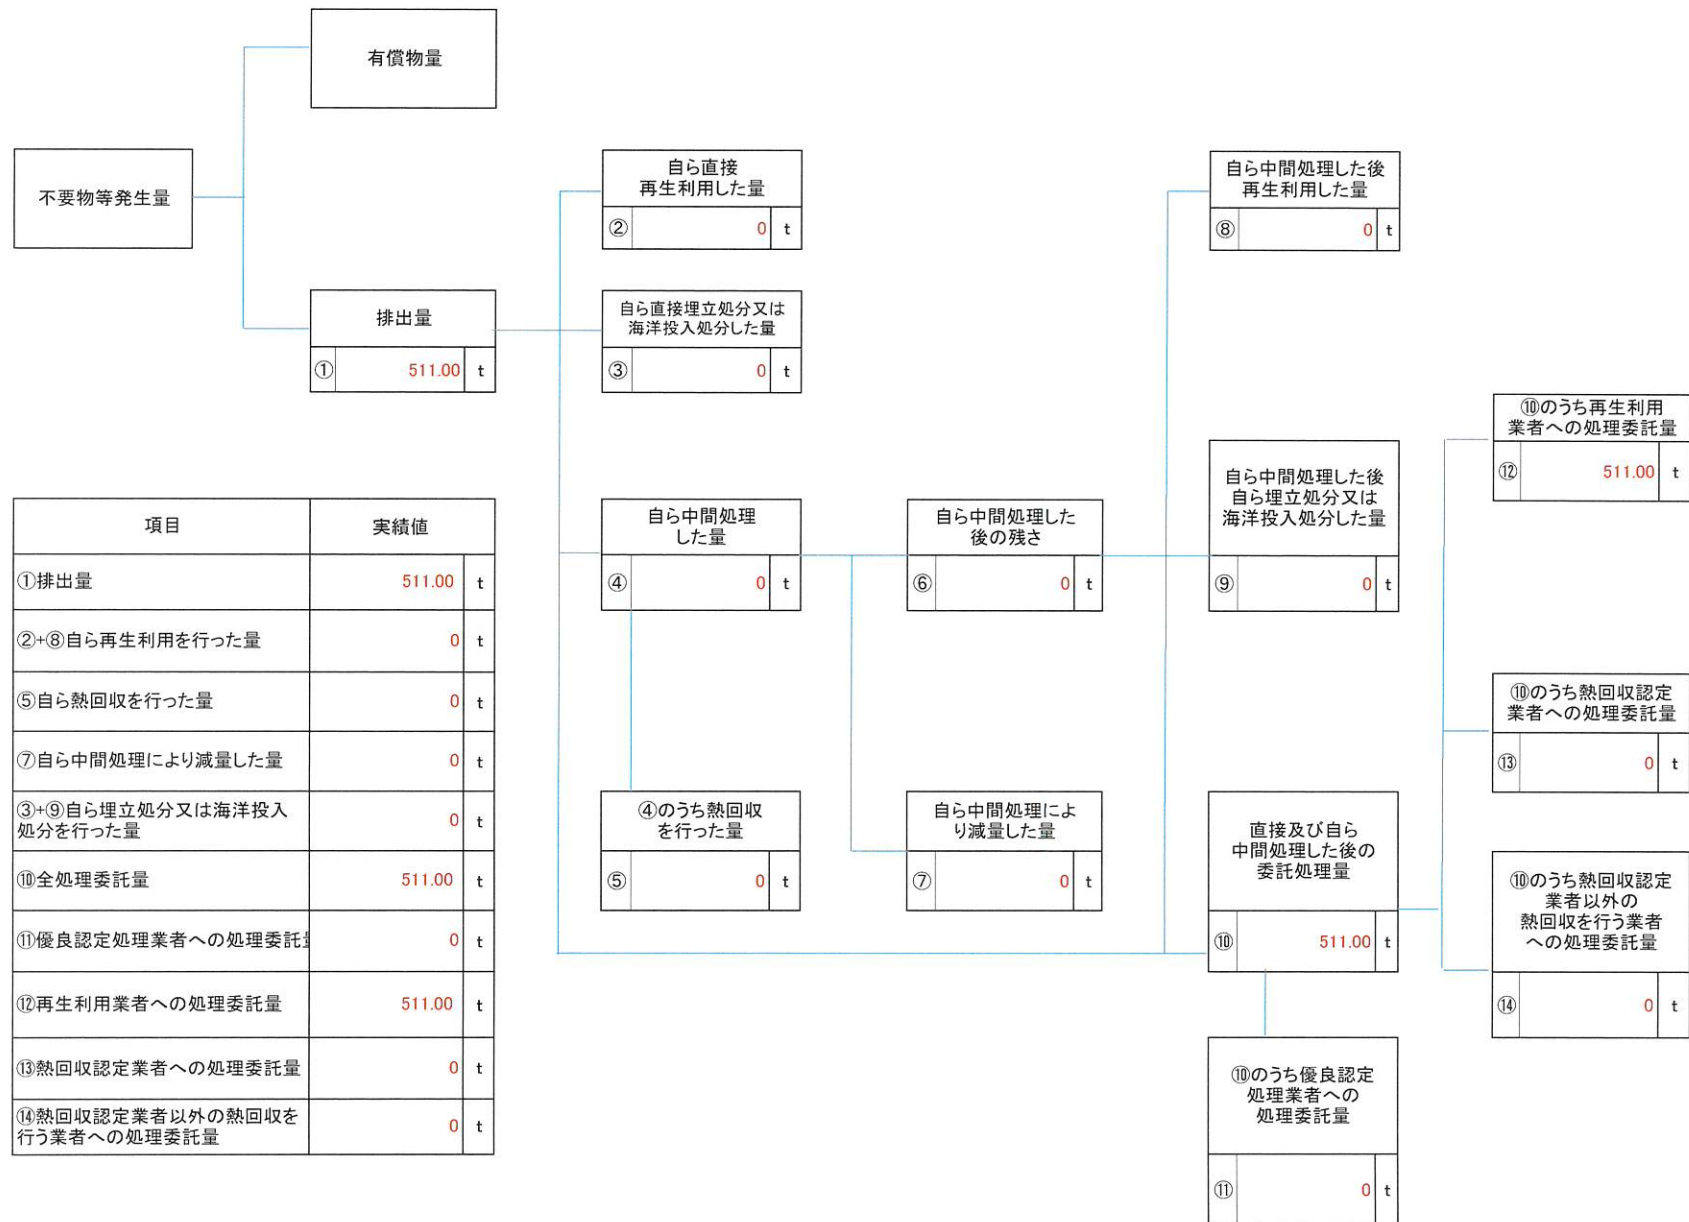 有償物量
不要物等発生量
排出量
① 511.00 t
自ら直接
再生利用した量
② 0 t
自ら直接埋立処分又は
海洋投入処分した量
③ 0 t
自ら中間処理
した量
④ 0 t
④のうち熱回収
を行った量
⑤ 0 t
自ら中間処理した
後の残さ
⑥ 0 t
自ら中間処理によ
り減量した量
⑦ 0 t
自ら中間処理した後
再生利用した量
⑧ 0 t
自ら中間処理した後
自ら埋立処分又は
海洋投入処分した量
⑨ 0 t
直接及び自ら
中間処理した後の
委託処理量
⑩ 511.00 t
⑩のうち優良認定
処理業者への
処理委託量
⑪ 0 t
⑩のうち再生利用
業者への処理委託量
⑫ 511.00 t
⑩のうち熱回収認定
業者への処理委託量
⑬ 0 t
⑩のうち熱回収認定
業者以外の
熱回収を行う業者
への処理委託量
⑭ 0 t
項目 実績値
①排出量 511.00 t
②+⑧自ら再生利用を行った量 0 t
⑤自ら熱回収を行った量 0 t
⑦自ら中間処理により減量した量 0 t
③+⑨自ら埋立処分又は海洋投入
処分を行った量 0 t
⑩全処理委託量 511.00 t
⑪優良認定処理業者への処理委託 0 t
⑫再生利用業者への処理委託量 511.00 t
⑬熱回収認定業者への処理委託量 0 t
⑭熱回収認定業者以外の熱回収を
行う業者への処理委託量 0 t